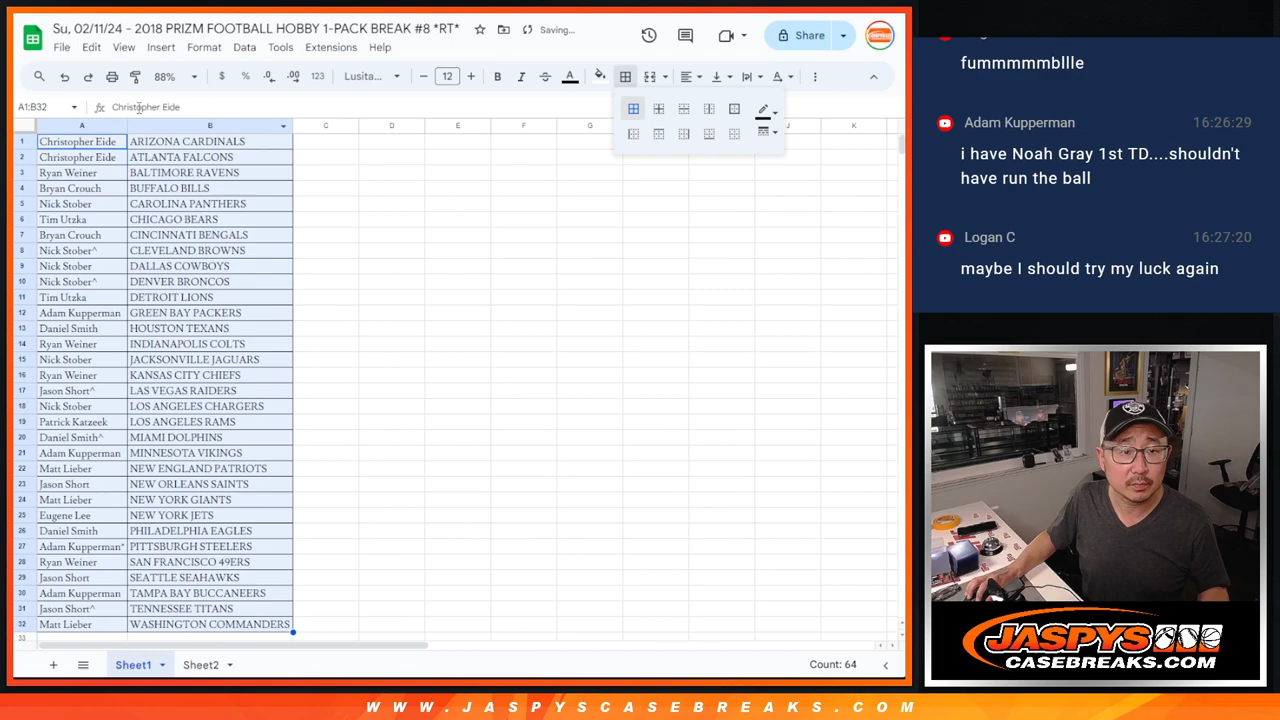 Su, 02/11/24 - 2018 PRIZM FOOTBALL HOBBY 1-PACK BREAK #8 *RT*
Saving...
File Edit View Insert Format Data Tools Extensions Help
Share
88% $ % .0 .00 123 Lusita... 12 B I A
A1:B32 fx Christopher Eide
A B C D E F G J K
1 Christopher Eide ARIZONA CARDINALS
2 Christopher Eide ATLANTA FALCONS
3 Ryan Weiner BALTIMORE RAVENS
4 Bryan Crouch BUFFALO BILLS
5 Nick Stober CAROLINA PANTHERS
6 Tim Utzka CHICAGO BEARS
7 Bryan Crouch CINCINNATI BENGALS
8 Nick Stober^ CLEVELAND BROWNS
9 Nick Stober DALLAS COWBOYS
10 Nick Stober^ DENVER BRONCOS
11 Tim Utzka DETROIT LIONS
12 Adam Kupperman GREEN BAY PACKERS
13 Daniel Smith HOUSTON TEXANS
14 Ryan Weiner INDIANAPOLIS COLTS
15 Nick Stober JACKSONVILLE JAGUARS
16 Ryan Weiner KANSAS CITY CHIEFS
17 Jason Short^ LAS VEGAS RAIDERS
18 Nick Stober LOS ANGELES CHARGERS
19 Patrick Katzeek LOS ANGELES RAMS
20 Daniel Smith^ MIAMI DOLPHINS
21 Adam Kupperman MINNESOTA VIKINGS
22 Matt Lieber NEW ENGLAND PATRIOTS
23 Jason Short NEW ORLEANS SAINTS
24 Matt Lieber NEW YORK GIANTS
25 Eugene Lee NEW YORK JETS
26 Daniel Smith PHILADELPHIA EAGLES
27 Adam Kupperman* PITTSBURGH STEELERS
28 Ryan Weiner SAN FRANCISCO 49ERS
29 Jason Short SEATTLE SEAHAWKS
30 Adam Kupperman TAMPA BAY BUCCANEERS
31 Jason Short^ TENNESSEE TITANS
32 Matt Lieber WASHINGTON COMMANDERS
33
Sheet1 Sheet2 Count: 64
fummmmmbllle
Adam Kupperman 16:26:29
i have Noah Gray 1st TD....shouldn't
have run the ball
Logan C 16:27:20
maybe I should try my luck again
JASPYS
CASEBREAKS.COM
WWW.JASPYSCASEBREAKS.COM